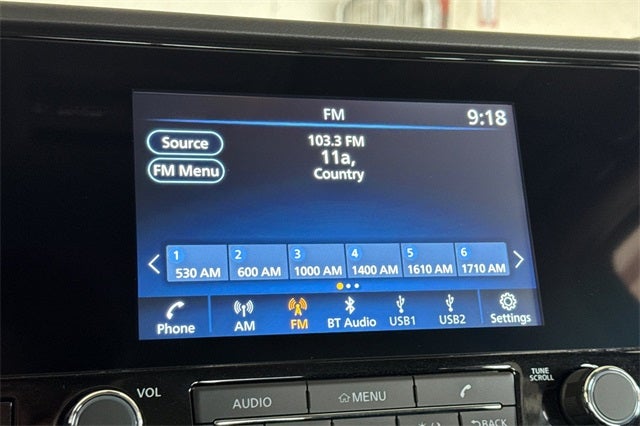 FM 9:18
Source 103.3 FM
11a,
FM Menu Country
1 2 3 4 5 6
530 AM 600 AM 1000 AM 1400 AM 1610 AM 1710 AM
Phone AM FM BT Audio USB1 USB2 Settings
VOL AUDIO MENU TUNE
SCROLL
BACK